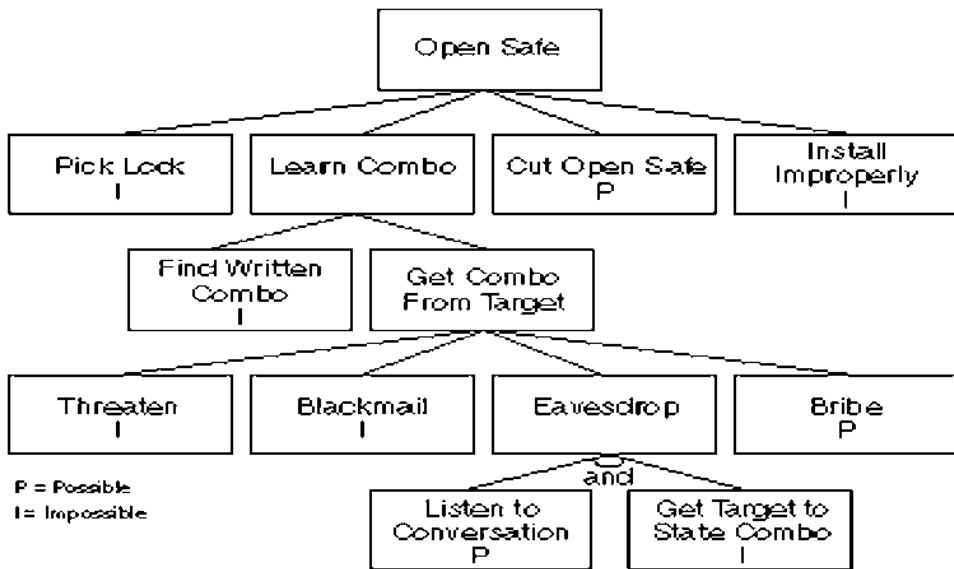 Open Safe
Pick Lock
I
Learn Combo
Cut Open Safe
P
Install
Improperly
I
Find Written
Combo
I
Get Combo
From Target
Threaten
I
Blackmail
I
Eavesdrop
Bribe
P
and
P = Possible
I = Impossible
Listen to
Conversation
P
Get Target to
State Combo
I